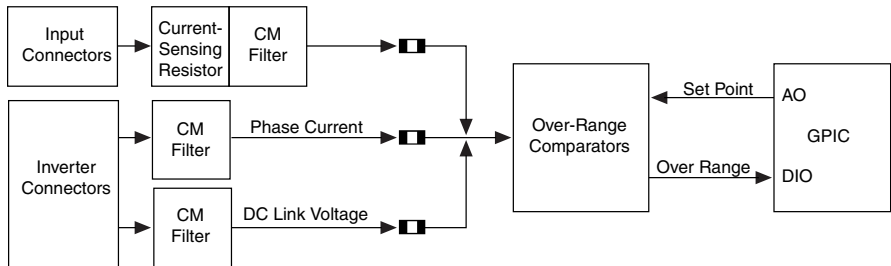 Input
Connectors
Current-
Sensing
Resistor
CM
Filter
Inverter
Connectors
CM
Filter
Phase Current
CM
Filter
DC Link Voltage
Over-Range
Comparators
Set Point
Over Range
AO
GPIC
DIO